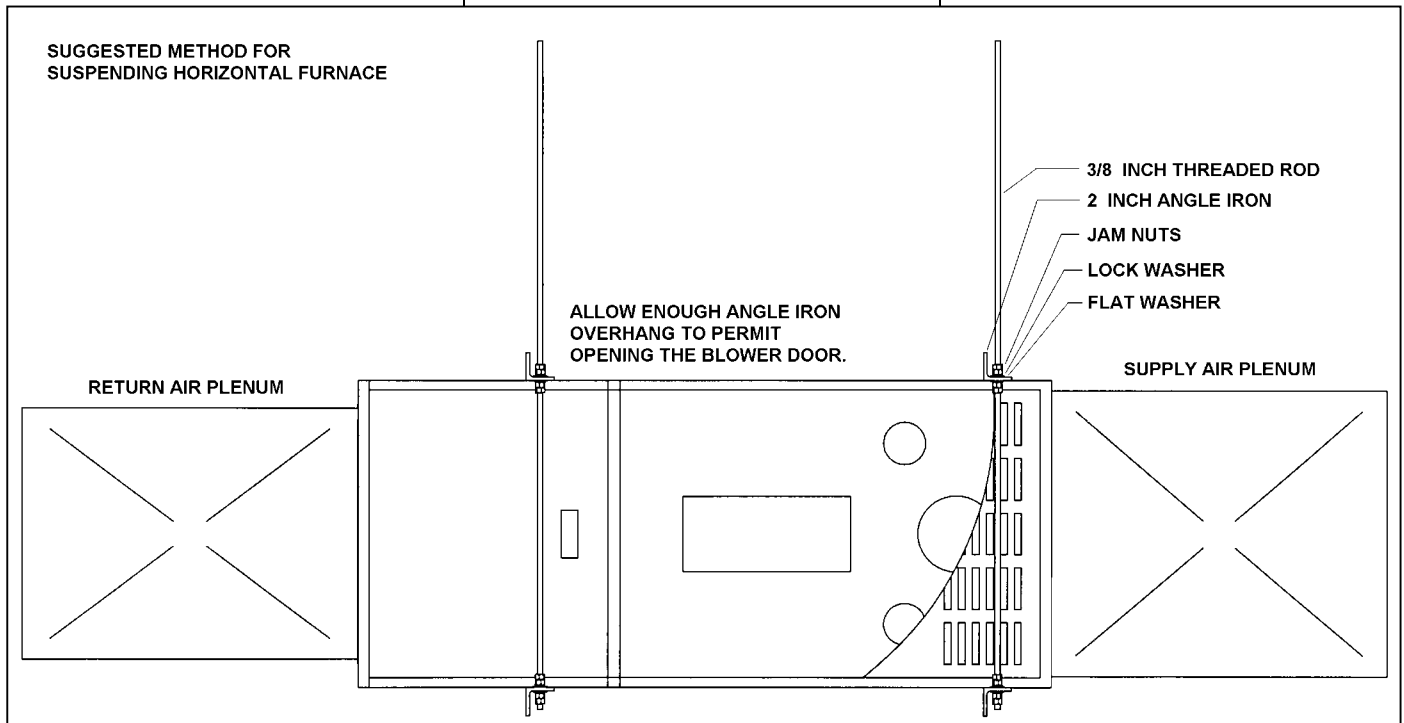 SUGGESTED METHOD FOR
SUSPENDING HORIZONTAL FURNACE
3/8 INCH THREADED ROD
2 INCH ANGLE IRON
JAM NUTS
LOCK WASHER
FLAT WASHER
ALLOW ENOUGH ANGLE IRON
OVERHANG TO PERMIT
OPENING THE BLOWER DOOR.
RETURN AIR PLENUM
SUPPLY AIR PLENUM